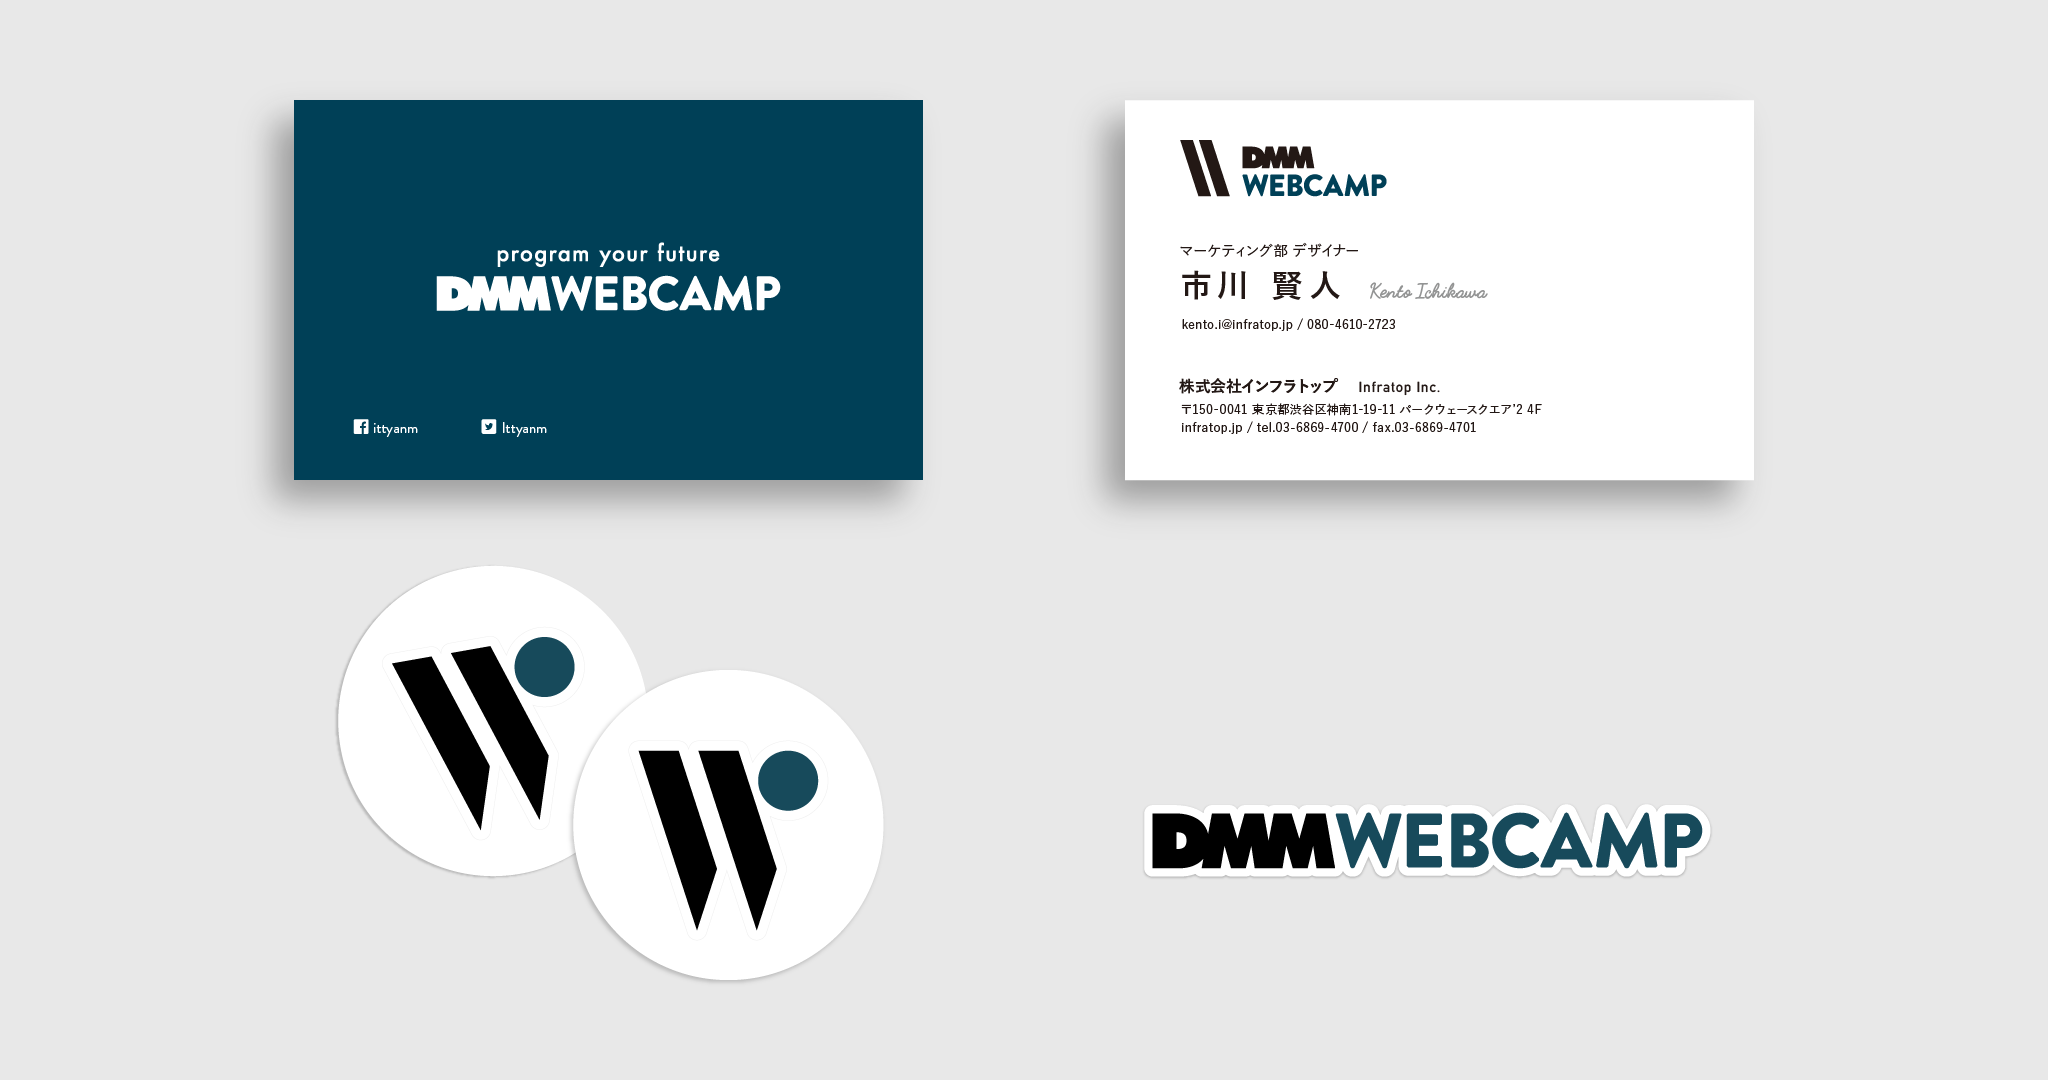 program your future
DMMWEBCAMP
ittyanm
Ittyanm
DMM
WEBCAMP
マーケティング部 デザイナー
市川 賢人 Kento Ichikawa
kento.i@infratop.jp / 080-4610-2723
株式会社インフラトップ Infratop Inc.
〒150-0041 東京都渋谷区神南1-19-11 パークウェースクエア'2 4F
infratop.jp / tel.03-6869-4700 / fax.03-6869-4701
DMMWEBCAMP